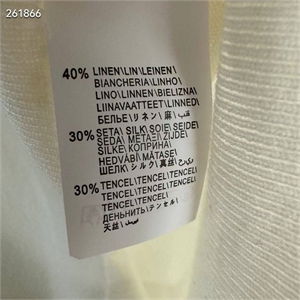 261866
40% LINEN\LIN\LEINEN\
BIANCHERIA\LINHO\
LINO\LINNEN\BIELIZNA\
LIINAVAATTEET\LINNED\
БЕЛЬЕ\リネン\麻\
30% SETA\SILK\SOIE\SEIDE\
SEDA\ΜΕΤΑΞΙ\ZIJDE\
SILKE\КОПРИНА\
HEDVÁBÍ\MĂTASE\
ШЕЛК\シルク\真丝\
30% TENCEL\TENCEL\TENCEL\
TENCEL\TENCEL\TENCEL\
TENCEL\TENCEL\TENCEL\
ДЕНЬНИТЬ\テンセル\
天丝\